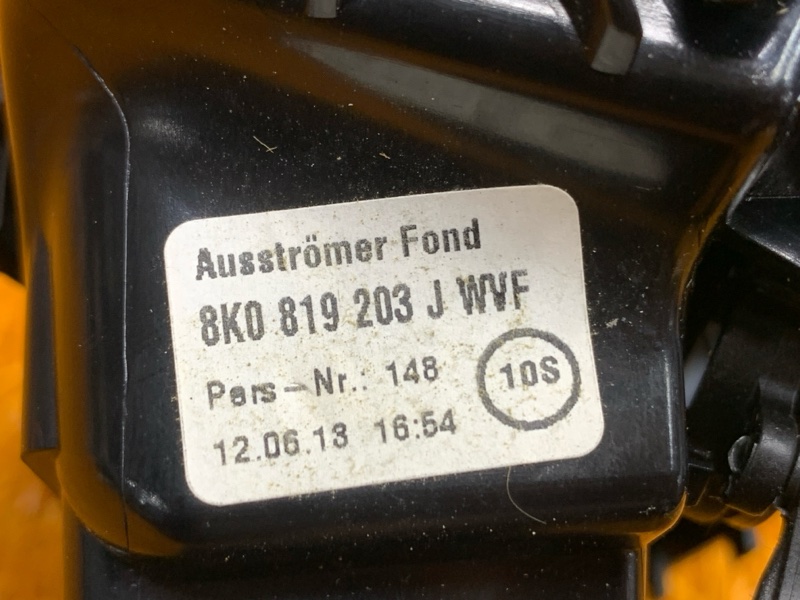 Ausströmer Fond
8K0 819 203 J WVF
Pers-Nr.: 148
10S
12.06.13 16:54